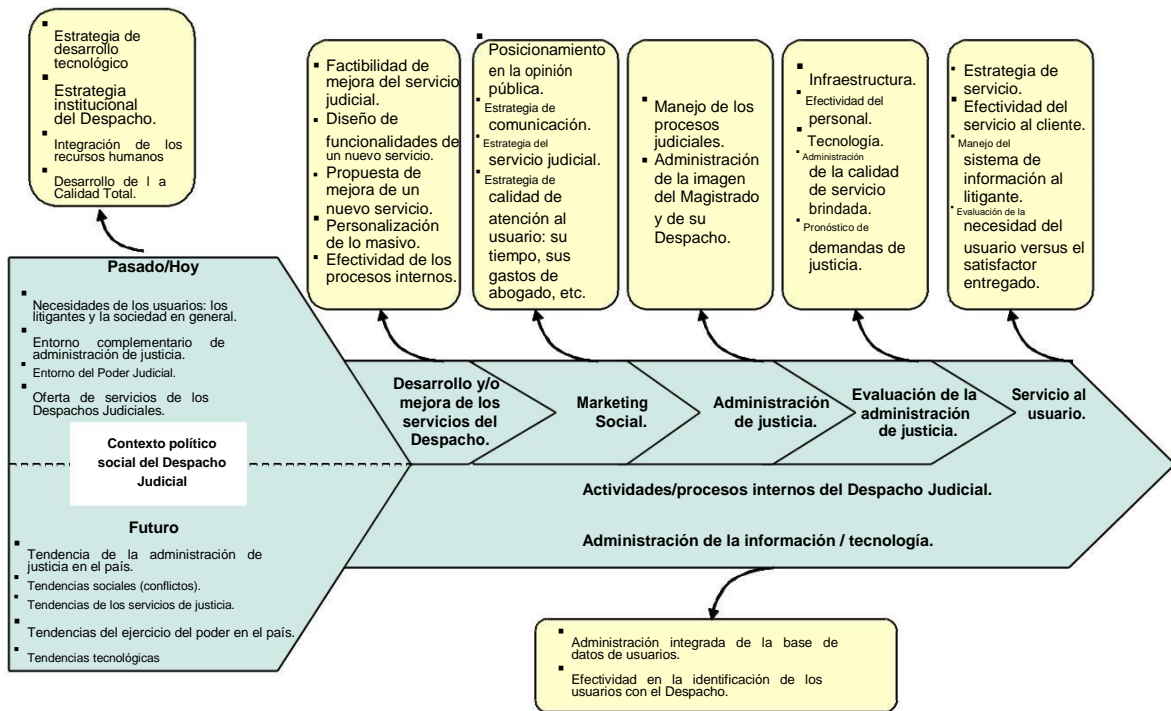 ▪ Estrategia de
desarrollo
tecnológico
▪ Estrategia
institucional
del Despacho.
▪ Integración de los
recursos humanos
▪ Desarrollo de l a
Calidad Total.
▪ Factibilidad de
mejora del servicio
judicial.
▪ Diseño de
funcionalidades de
un nuevo servicio.
▪ Propuesta de
mejora de un
nuevo servicio.
▪ Personalización
de lo masivo.
▪ Efectividad de los
procesos internos.
▪ Posicionamiento
en la opinión
pública.
▪ Estrategia de
comunicación.
▪ Estrategia del
servicio judicial.
▪ Estrategia de
calidad de
atención al
usuario: su
tiempo, sus
gastos de
abogado, etc.
▪ Manejo de los
procesos
judiciales.
▪ Administración
de la imagen
del Magistrado
y de su
Despacho.
▪ Infraestructura.
▪ Efectividad del
personal.
▪ Tecnología.
▪ Administración
de la calidad
de servicio
brindada.
▪ Pronóstico de
demandas de
justicia.
▪ Estrategia de
servicio.
▪ Efectividad del
servicio al cliente.
▪ Manejo del
sistema de
información al
litigante.
▪ Evaluación de la
necesidad del
usuario versus el
satisfactor
entregado.
Pasado/Hoy
▪ Necesidades de los usuarios: los
litigantes y la sociedad en general.
▪ Entorno complementario de
administración de justicia.
▪ Entorno del Poder Judicial.
▪ Oferta de servicios de los
Despachos Judiciales.
Contexto político
social del Despacho
Judicial
Futuro
▪ Tendencia de la administración de
justicia en el país.
▪ Tendencias sociales (conflictos).
▪ Tendencias de los servicios de justicia.
▪ Tendencias del ejercicio del poder en el país.
▪ Tendencias tecnológicas
Desarrollo y/o
mejora de los
servicios del
Despacho.
Marketing
Social.
Administración
de justicia.
Evaluación de la
administración
de justicia.
Servicio al
usuario.
Actividades/procesos internos del Despacho Judicial.
Administración de la información / tecnología.
▪ Administración integrada de la base de
datos de usuarios.
▪ Efectividad en la identificación de los
usuarios con el Despacho.